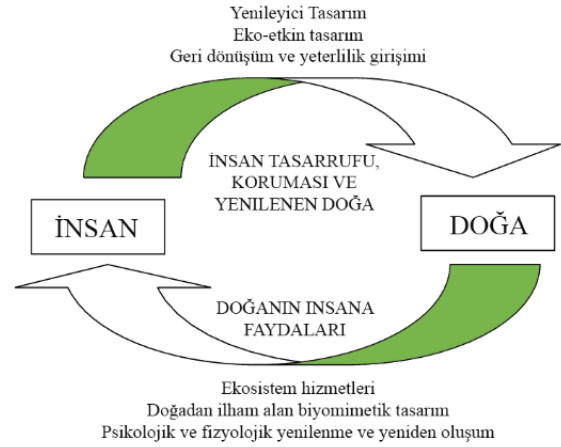 Yenileyici Tasarım
Eko-etkin tasarım
Geri dönüşüm ve yeterlilik girişimi
İNSAN TASARRUFU,
KORUMASI VE
YENİLENEN DOĞA
İNSAN
DOĞA
DOĞANIN INSANA
FAYDALARI
Ekosistem hizmetleri
Doğadan ilham alan biyomimetik tasarım
Psikolojik ve fizyolojik yenilenme ve yeniden oluşum